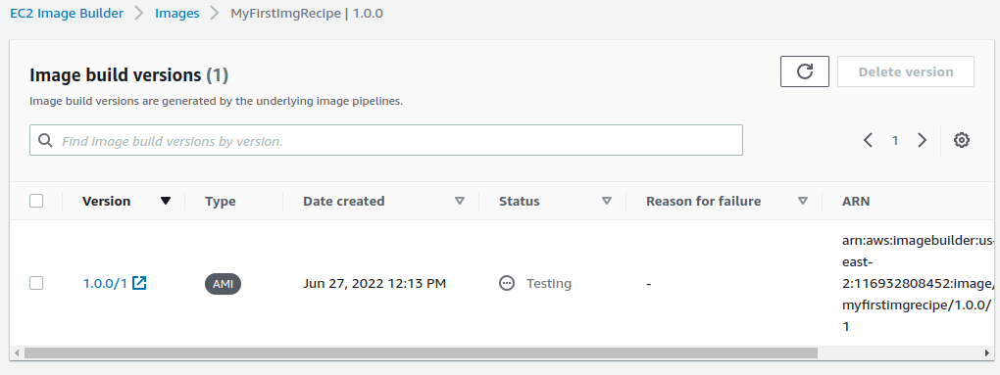 EC2 Image Builder > Images > MyFirstImgRecipe | 1.0.0
Image build versions (1)
Delete version
Image build versions are generated by the underlying image pipelines.
Find image build versions by version.
1
Version Type Date created Status Reason for failure ARN
arn:aws:imagebuilder:us-
east-
1.0.0/1 AMI Jun 27, 2022 12:13 PM Testing - 2:116932808452:image/
myfirstimgrecipe/1.0.0/
1